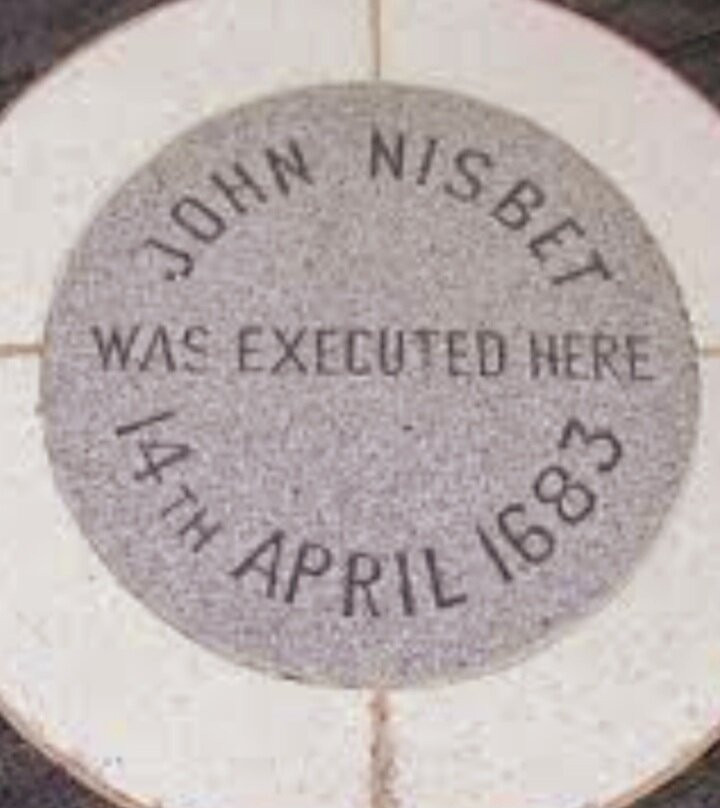 JOHN NISBET
WAS EXECUTED HERE
14TH APRIL 1683